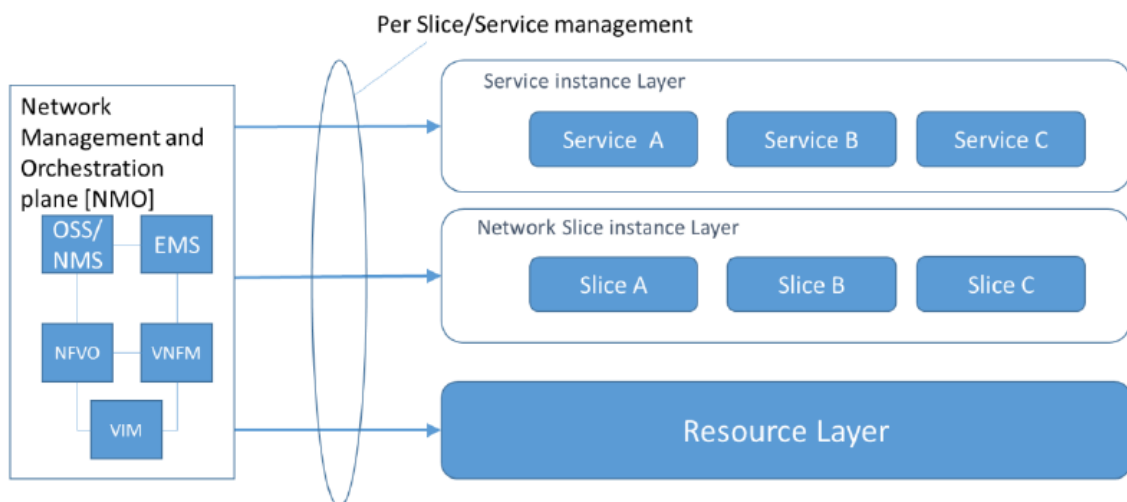 Per Slice/Service management
Network
Management and
Orchestration
plane [NMO]
OSS/
NMS
EMS
NFVO
VNFM
VIM
Service instance Layer
Service A
Service B
Service C
Network Slice instance Layer
Slice A
Slice B
Slice C
Resource Layer